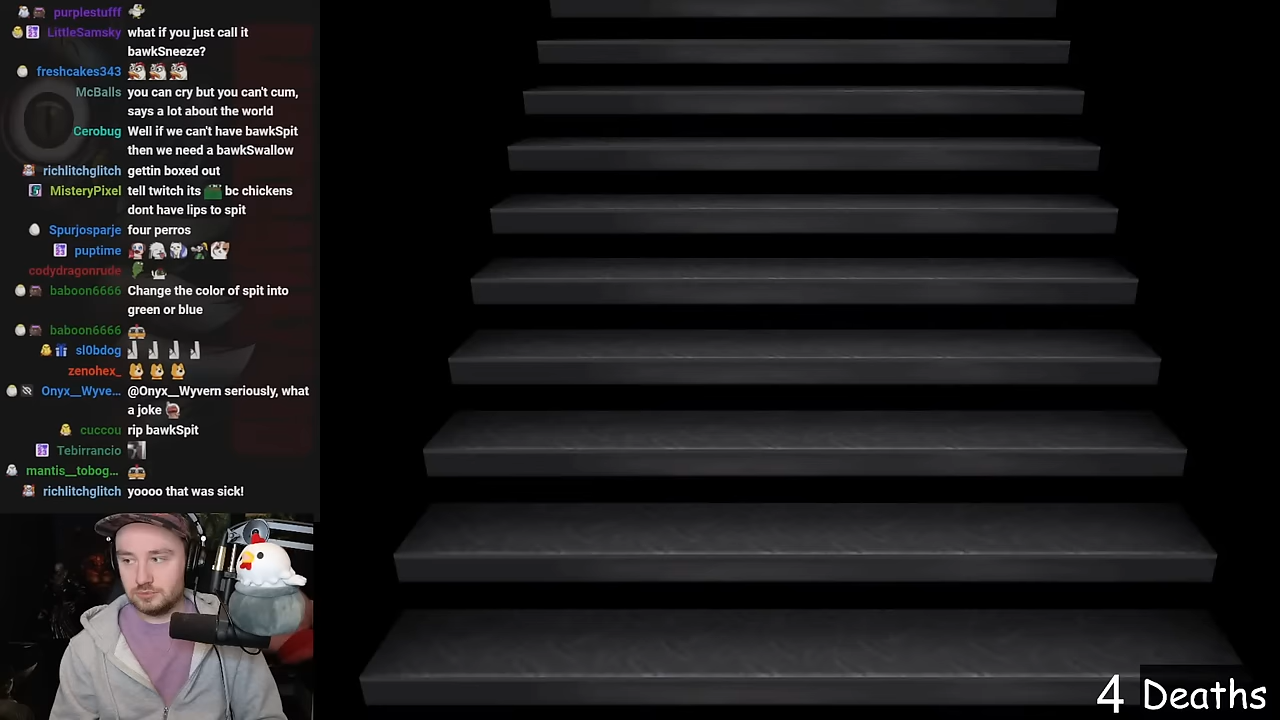 purplestufff
LittleSamsky what if you just call it
bawkSneeze?
freshcakes343
McBalls you can cry but you can't cum,
says a lot about the world
Cerobug Well if we can't have bawkSpit
then we need a bawkSwallow
richlitchglitch gettin boxed out
MisteryPixel tell twitch its bc chickens
dont have lips to spit
Spurjosparje four perros
puptime
codydragonrude
baboon6666 Change the color of spit into
green or blue
baboon6666
sl0bdog
zenohex_
Onyx__Wyve... @Onyx__Wyvern seriously, what
a joke
cuccou rip bawkSpit
Tebirrancio
mantis__tobog...
richlitchglitch yoooo that was sick!
4 Deaths